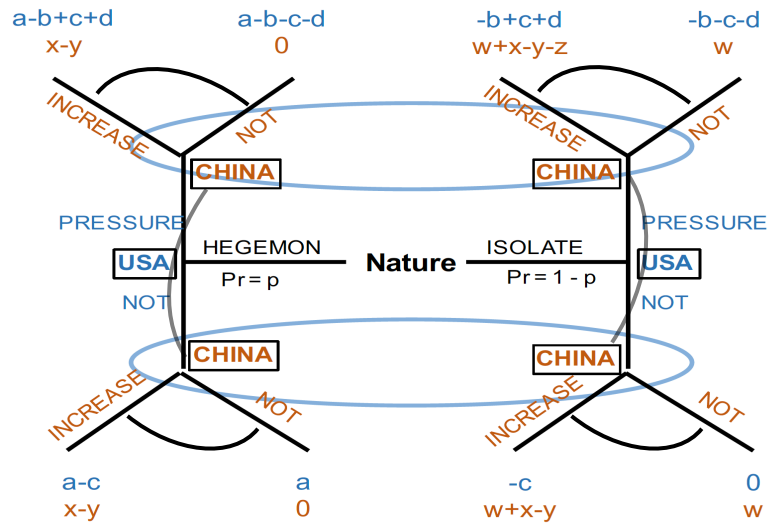 a-b+c+d a-b-c-d -b+c+d -b-c-d
x-y 0 w+x-y-z w
INCREASE NOT INCREASE NOT
CHINA CHINA
PRESSURE PRESSURE
HEGEMON Nature ISOLATE
USA USA
Pr = p Pr = 1 - p
NOT NOT
CHINA CHINA
INCREASE NOT INCREASE NOT
a-c a -c 0
x-y 0 w+x-y w